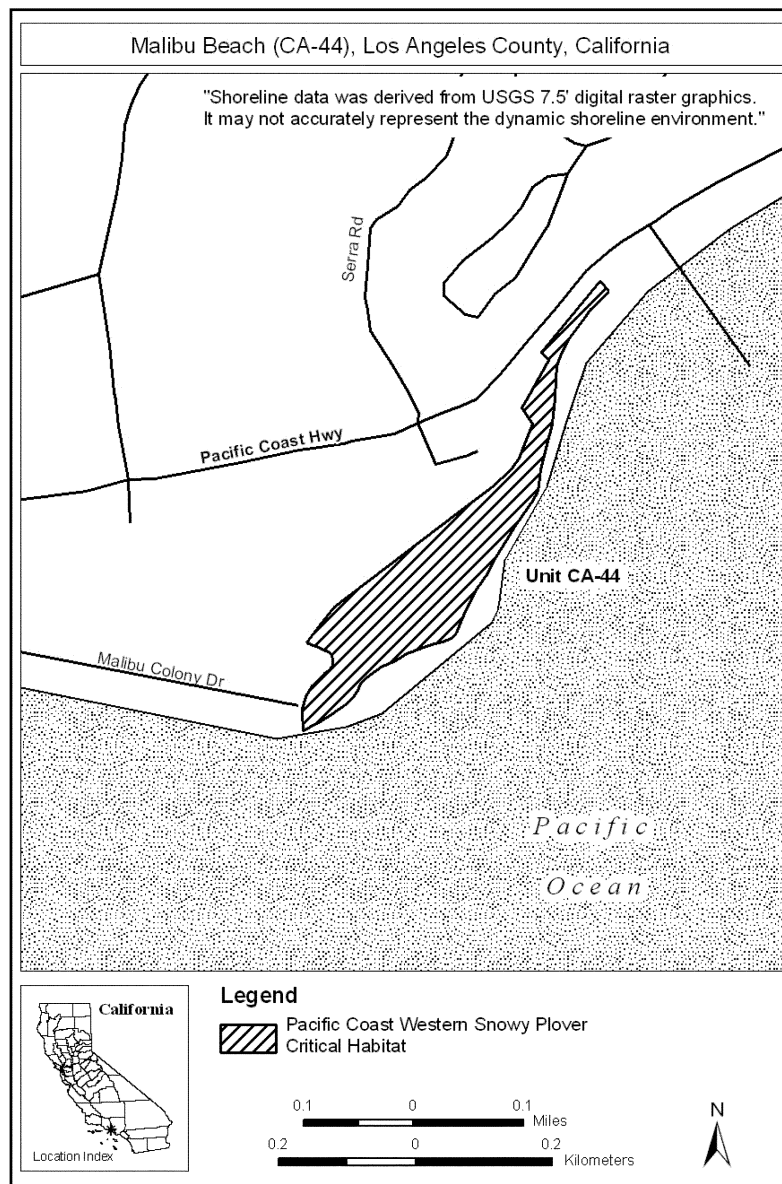 Malibu Beach (CA-44), Los Angeles County, California
"Shoreline data was derived from USGS 7.5' digital raster graphics.
It may not accurately represent the dynamic shoreline environment."
Serra Rd
Pacific Coast Hwy
Unit CA-44
Malibu Colony Dr
Pacific
Ocean
California
Location Index
Legend
Pacific Coast Western Snowy Plover
Critical Habitat
0.1 0 0.1
Miles
0.2 0 0.2
Kilometers
N